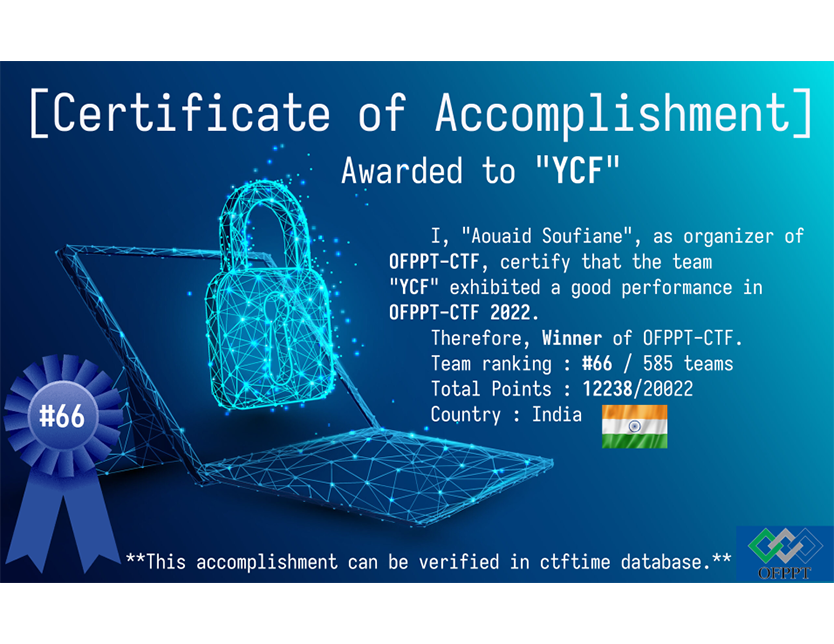 [Certificate of Accomplishment]
Awarded to "YCF"
I, "Aouaid Soufiane", as organizer of
OFPPT-CTF, certify that the team
"YCF" exhibited a good performance in
OFPPT-CTF 2022.
Therefore, Winner of OFPPT-CTF.
Team ranking : #66 / 585 teams
Total Points : 12238/20022
Country : India
#66
**This accomplishment can be verified in ctftime database.**
OFPPT